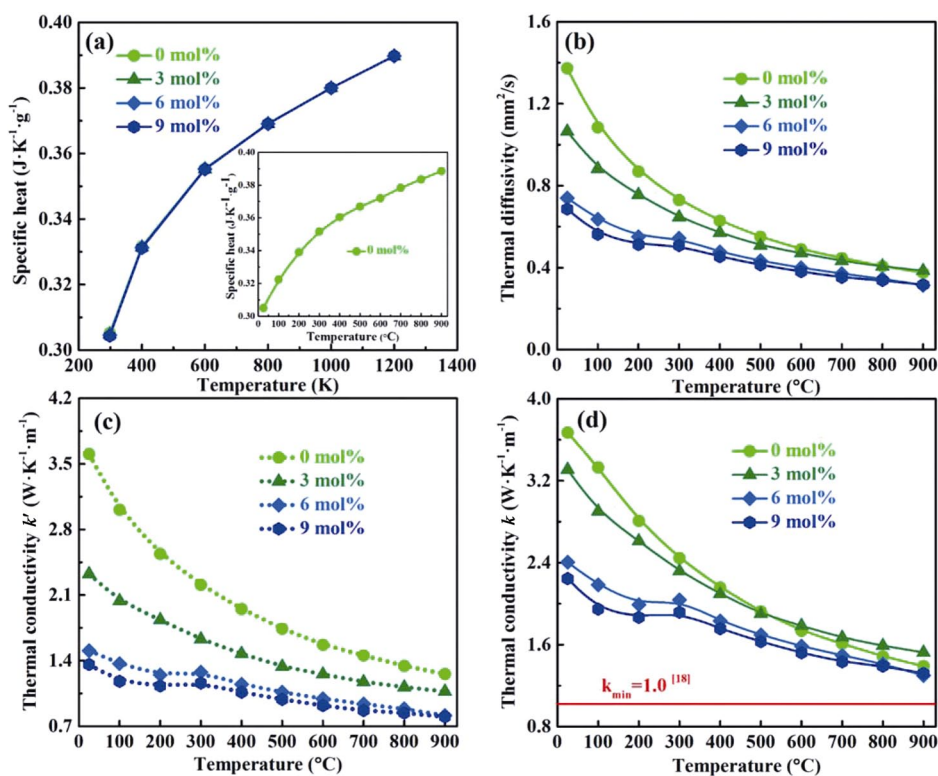 (a)
0 mol%
3 mol%
6 mol%
9 mol%
Specific heat (J·K⁻¹·g⁻¹)
0.40
0.38
0.36
0.34
0.32
0.30
200 400 600 800 1000 1200 1400
Temperature (K)
Specific heat (J·K⁻¹·g⁻¹)
0.40
0.38
0.36
0.34
0.32
0.30
0 mol%
0 100 200 300 400 500 600 700 800 900
Temperature (°C)
(b)
0 mol%
3 mol%
6 mol%
9 mol%
Thermal diffusivity (mm²/s)
1.6
1.2
0.8
0.4
0.0
0 100 200 300 400 500 600 700 800 900
Temperature (°C)
(c)
0 mol%
3 mol%
6 mol%
9 mol%
Thermal conductivity k' (W·K⁻¹·m⁻¹)
4.2
3.5
2.8
2.1
1.4
0.7
0 100 200 300 400 500 600 700 800 900
Temperature (°C)
(d)
0 mol%
3 mol%
6 mol%
9 mol%
Thermal conductivity k (W·K⁻¹·m⁻¹)
4.0
3.2
2.4
1.6
0.8
k_min=1.0 [18]
0 100 200 300 400 500 600 700 800 900
Temperature (°C)